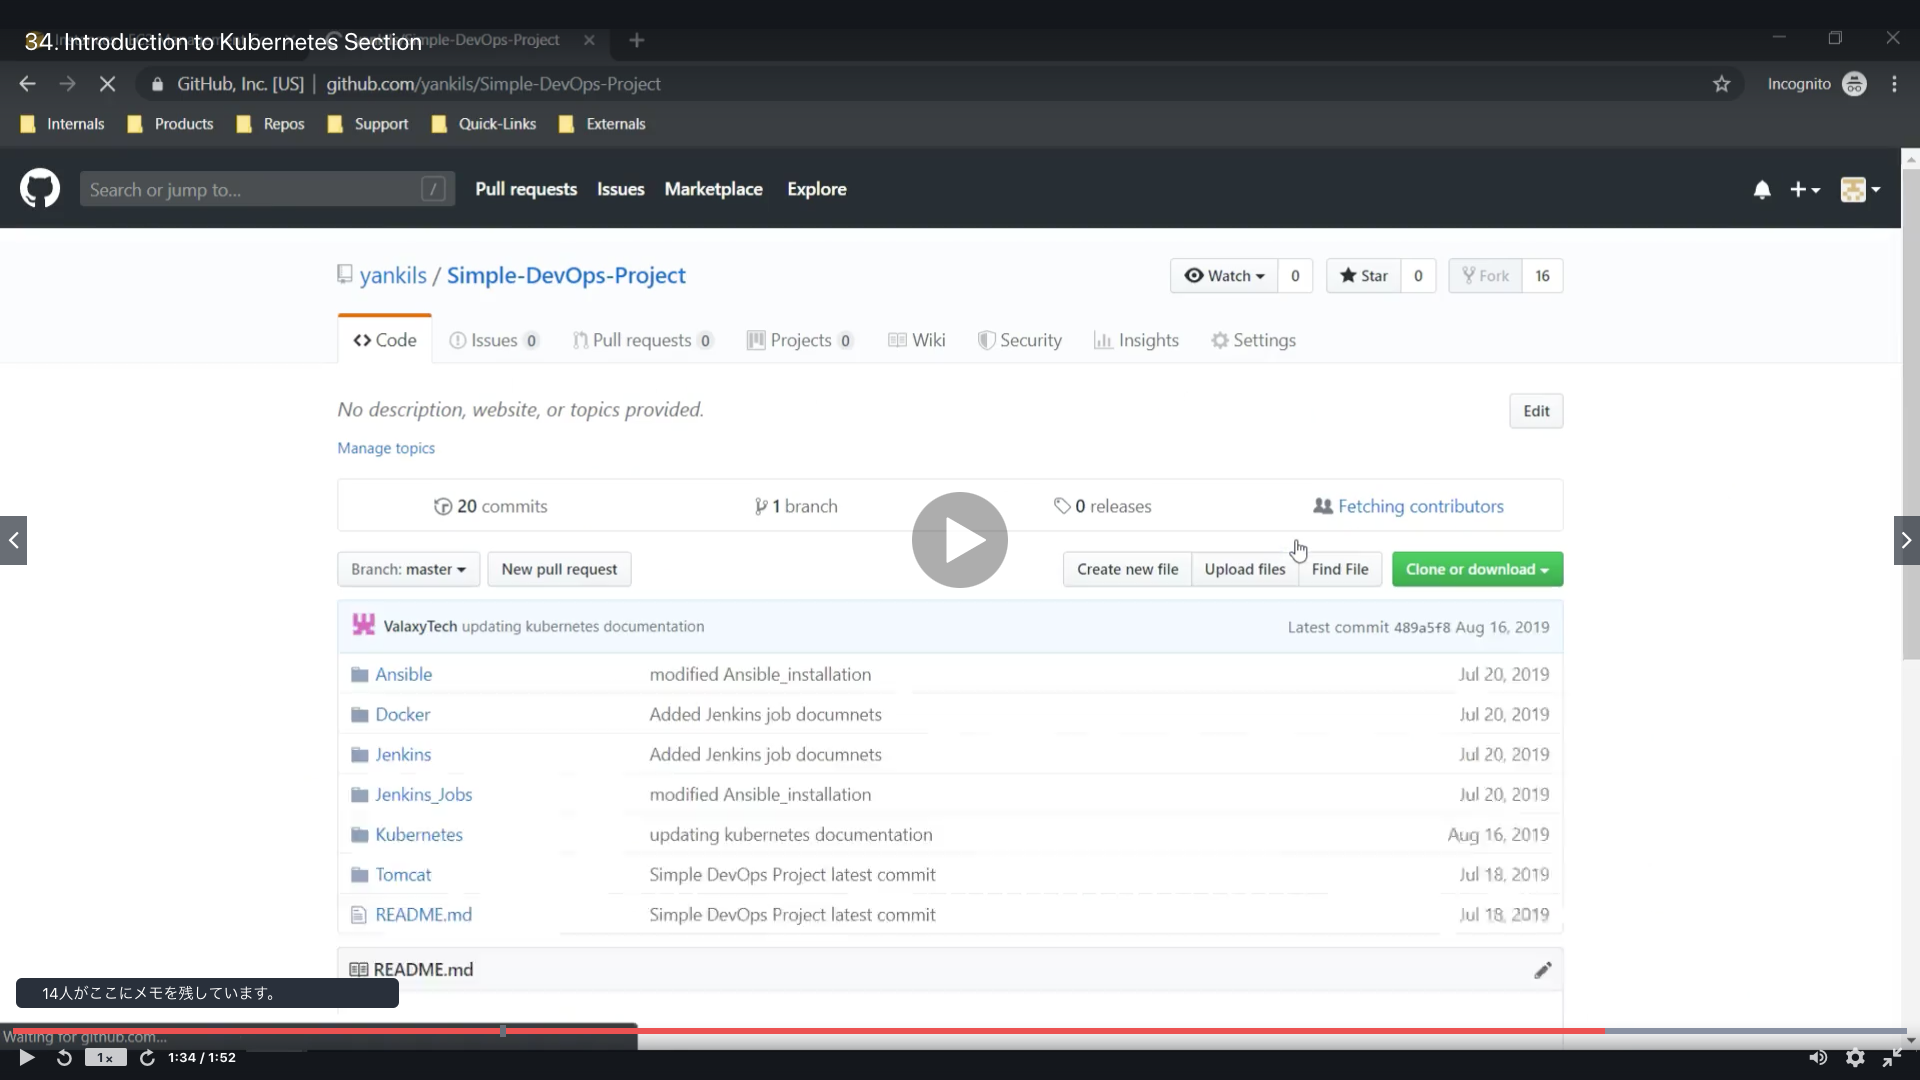 34. Introduction to Kubernetes Section
Simple-DevOps-Project
GitHub, Inc. [US] | github.com/yankils/Simple-DevOps-Project
Incognito
Internals Products Repos Support Quick-Links Externals
Search or jump to... /
Pull requests Issues Marketplace Explore
yankils / Simple-DevOps-Project
Watch 0 Star 0 Fork 16
Code Issues 0 Pull requests 0 Projects 0 Wiki Security Insights Settings
No description, website, or topics provided.
Edit
Manage topics
20 commits 1 branch 0 releases Fetching contributors
Branch: master New pull request Create new file Upload files Find File Clone or download
ValaxyTech updating kubernetes documentation Latest commit 489a5f8 Aug 16, 2019
Ansible modified Ansible_installation Jul 20, 2019
Docker Added Jenkins job documnets Jul 20, 2019
Jenkins Added Jenkins job documnets Jul 20, 2019
Jenkins_Jobs modified Ansible_installation Jul 20, 2019
Kubernetes updating kubernetes documentation Aug 16, 2019
Tomcat Simple DevOps Project latest commit Jul 18, 2019
README.md Simple DevOps Project latest commit Jul 18, 2019
README.md
14人がここにメモを残しています。
Waiting for github.com...
1x 1:34 / 1:52